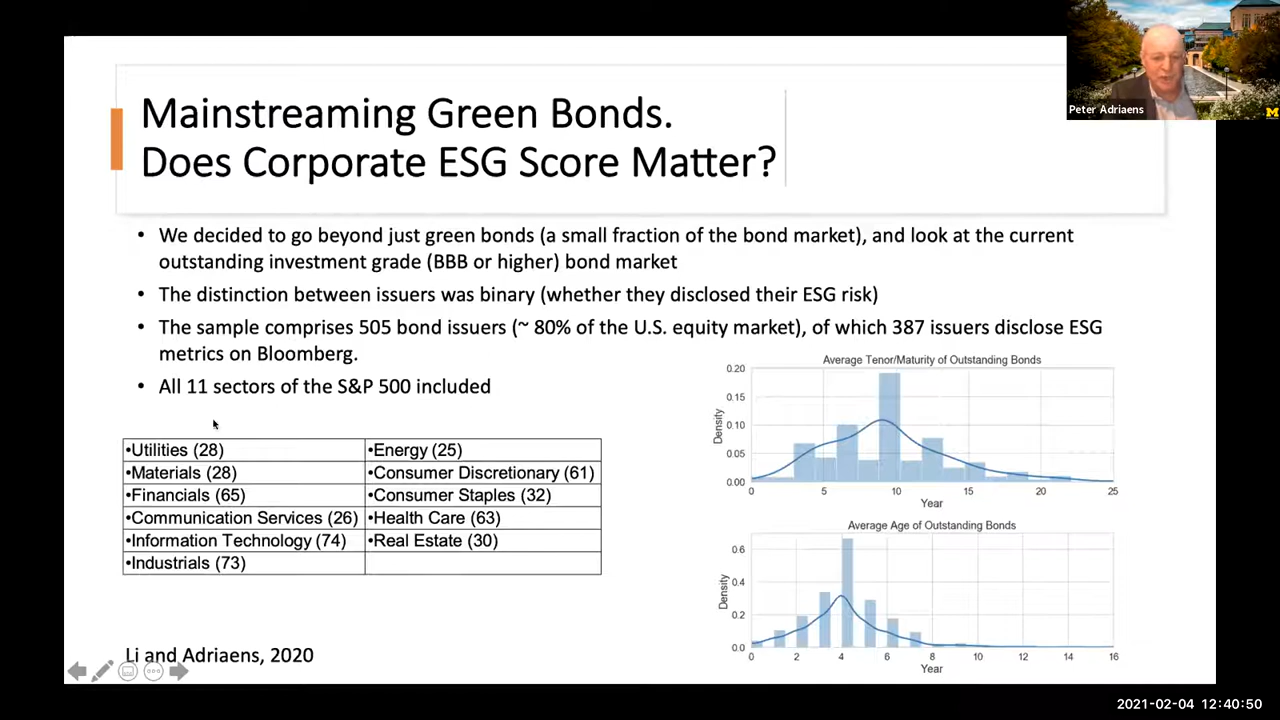 Peter Adriaens
M
Mainstreaming Green Bonds.
Does Corporate ESG Score Matter?
• We decided to go beyond just green bonds (a small fraction of the bond market), and look at the current
outstanding investment grade (BBB or higher) bond market
• The distinction between issuers was binary (whether they disclosed their ESG risk)
• The sample comprises 505 bond issuers (~ 80% of the U.S. equity market), of which 387 issuers disclose ESG
metrics on Bloomberg.
• All 11 sectors of the S&P 500 included
•Utilities (28) •Energy (25)
•Materials (28) •Consumer Discretionary (61)
•Financials (65) •Consumer Staples (32)
•Communication Services (26) •Health Care (63)
•Information Technology (74) •Real Estate (30)
•Industrials (73)
Average Tenor/Maturity of Outstanding Bonds
0.20
0.15
0.10
0.05
0.00
Density
0 5 10 15 20 25
Year
Average Age of Outstanding Bonds
0.6
0.4
0.2
0.0
Density
0 2 4 6 8 10 12 14 16
Year
Li and Adriaens, 2020
2021-02-04 12:40:50